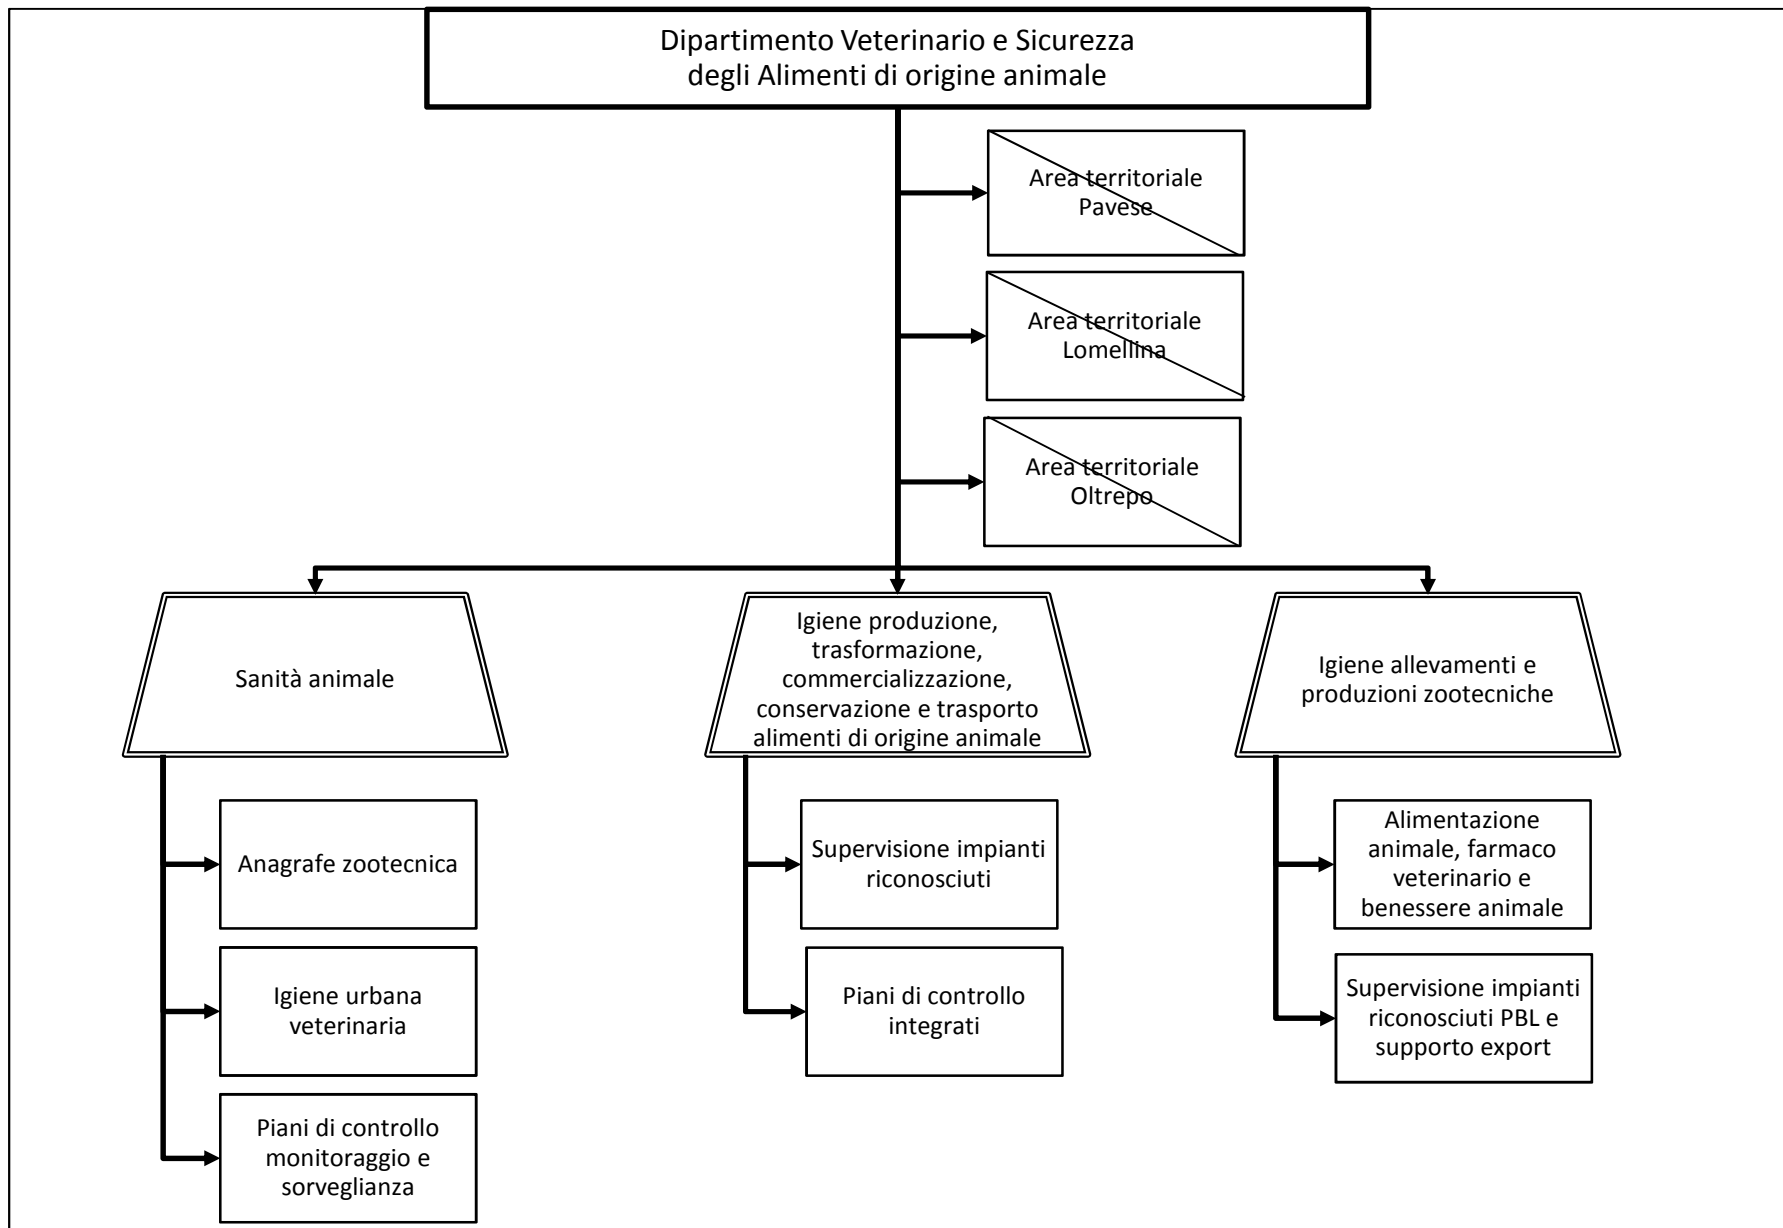 Dipartimento Veterinario e Sicurezza
degli Alimenti di origine animale
Area territoriale
Pavese
Area territoriale
Lomellina
Area territoriale
Oltrepo
Sanità animale
Igiene produzione,
trasformazione,
commercializzazione,
conservazione e trasporto
alimenti di origine animale
Igiene allevamenti e
produzioni zootecniche
Anagrafe zootecnica
Igiene urbana
veterinaria
Piani di controllo
monitoraggio e
sorveglianza
Supervisione impianti
riconosciuti
Piani di controllo
integrati
Alimentazione
animale, farmaco
veterinario e
benessere animale
Supervisione impianti
riconosciuti PBL e
supporto export